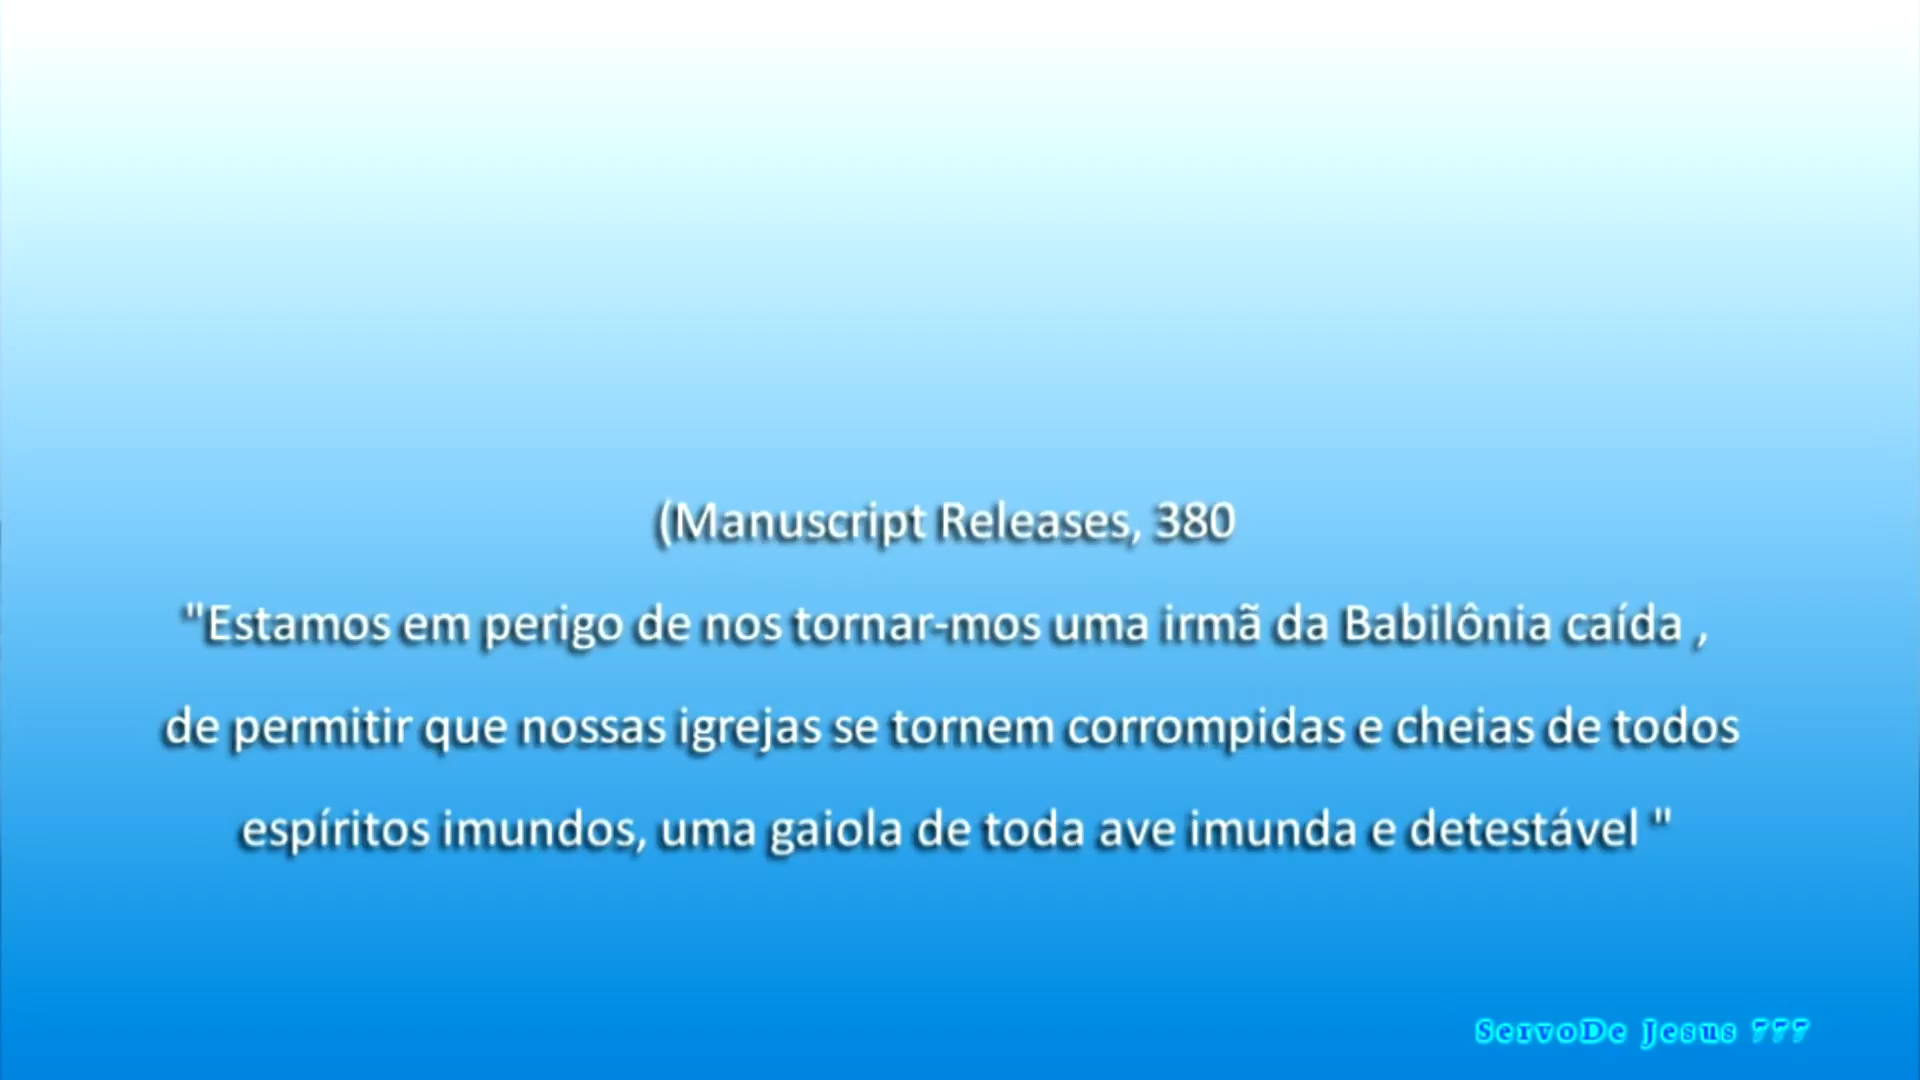 (Manuscript Releases, 380
"Estamos em perigo de nos tornar-mos uma irmã da Babilônia caída ,
de permitir que nossas igrejas se tornem corrompidas e cheias de todos
espíritos imundos, uma gaiola de toda ave imunda e detestável "
ServoDe Jesus 777